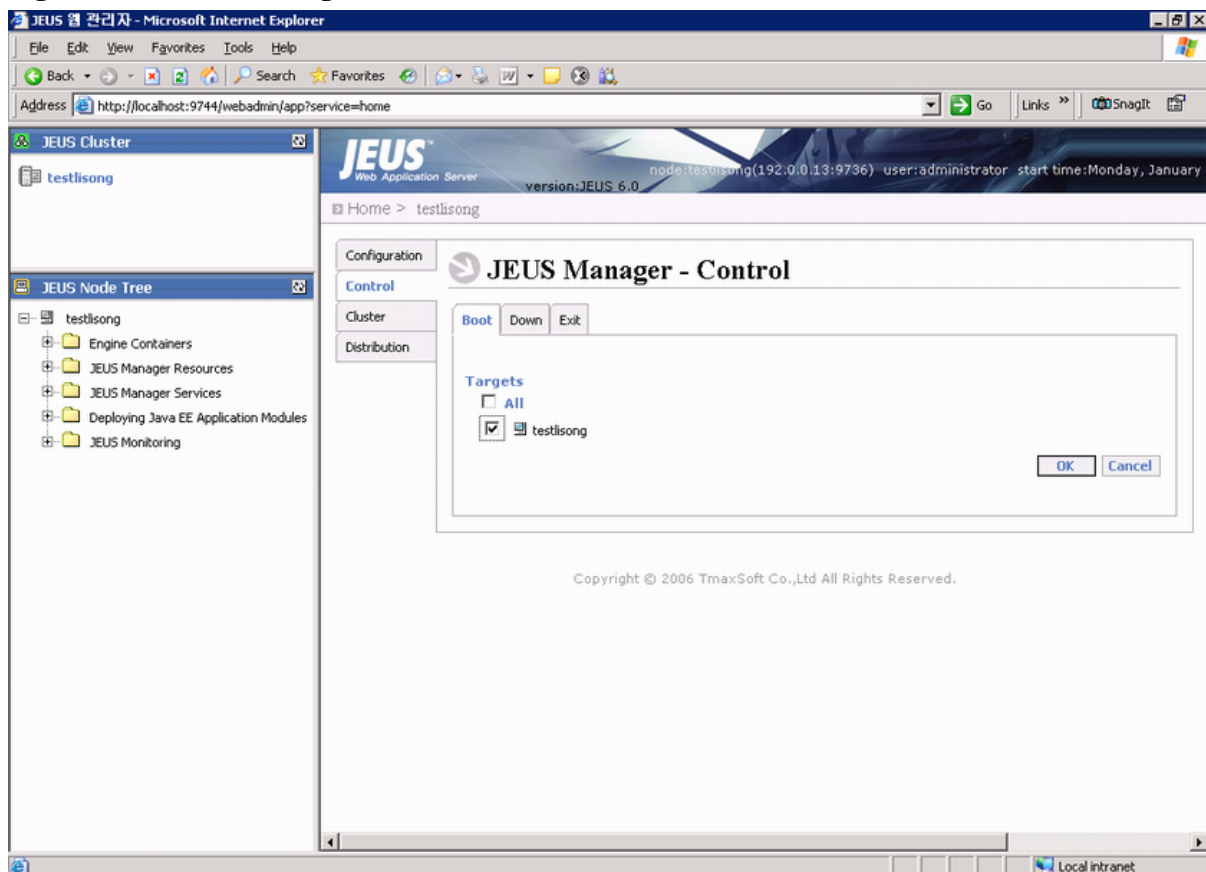 JEUS 웹 관리자 - Microsoft Internet Explorer
File Edit View Favorites Tools Help
Back Search Favorites
Address http://localhost:9744/webadmin/app?service=home Go Links » SnagIt
JEUS Cluster
testlisong
JEUS™
Web Application Server
version:JEUS 6.0
node:testlisong(192.0.0.13:9736) user:administrator start time:Monday, January
Home > testlisong
JEUS Node Tree
testlisong
Engine Containers
JEUS Manager Resources
JEUS Manager Services
Deploying Java EE Application Modules
JEUS Monitoring
Configuration
Control
Cluster
Distribution
JEUS Manager - Control
Boot Down Exit
Targets
All
testlisong
OK Cancel
Copyright © 2006 TmaxSoft Co.,Ltd All Rights Reserved.
Local intranet